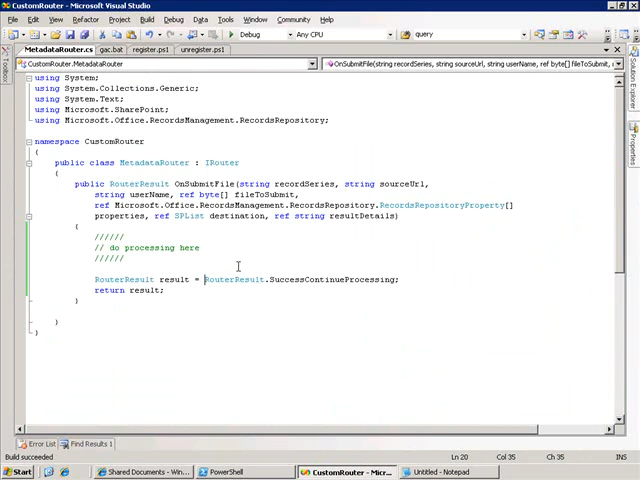 CustomRouter - Microsoft Visual Studio
File Edit View Refactor Project Build Debug Data Tools Test Window Community Help
Debug Any CPU query
MetadataRouter.cs gac.bat register.ps1 unregister.ps1
CustomRouter.MetadataRouter OnSubmitFile(string recordSeries, string sourceUrl, string userName, ref byte[] fileToSubmit, r
Toolbox
Solution Explorer
Properties
using System;
using System.Collections.Generic;
using System.Text;
using Microsoft.SharePoint;
using Microsoft.Office.RecordsManagement.RecordsRepository;
namespace CustomRouter
{
public class MetadataRouter : IRouter
{
public RouterResult OnSubmitFile(string recordSeries, string sourceUrl,
string userName, ref byte[] fileToSubmit,
ref Microsoft.Office.RecordsManagement.RecordsRepository.RecordsRepositoryProperty[]
properties, ref SPList destination, ref string resultDetails)
{
//////
// do processing here
//////
RouterResult result = RouterResult.SuccessContinueProcessing;
return result;
}
}
}
Error List Find Results 1
Build succeeded Ln 20 Col 35 Ch 35 INS
Start Shared Documents - Win... PowerShell CustomRouter - Micr... Untitled - Notepad